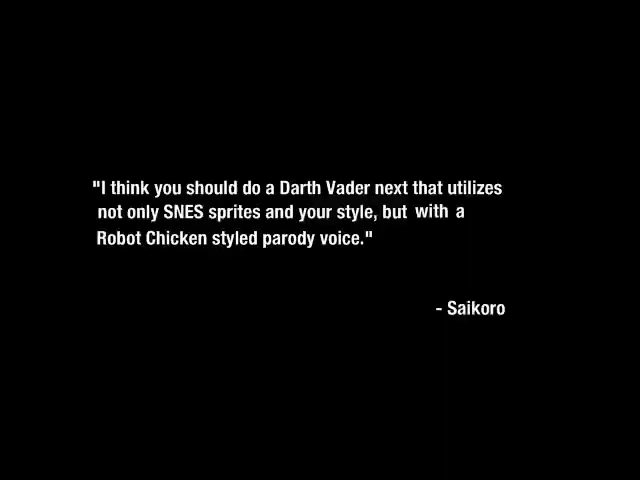 "I think you should do a Darth Vader next that utilizes
not only SNES sprites and your style, but with a
Robot Chicken styled parody voice."
- Saikoro